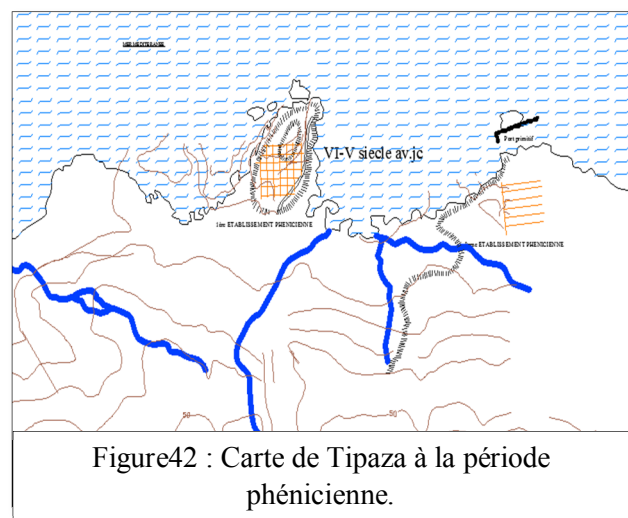 MER MEDITERRANEE
VI-V siècle av.jc
Port primitif
1ère ETABLISSEMENT PHENICIENNE
ETABLISSEMENT PHENICIENNE
50
50
Figure42 : Carte de Tipaza à la période
phénicienne.